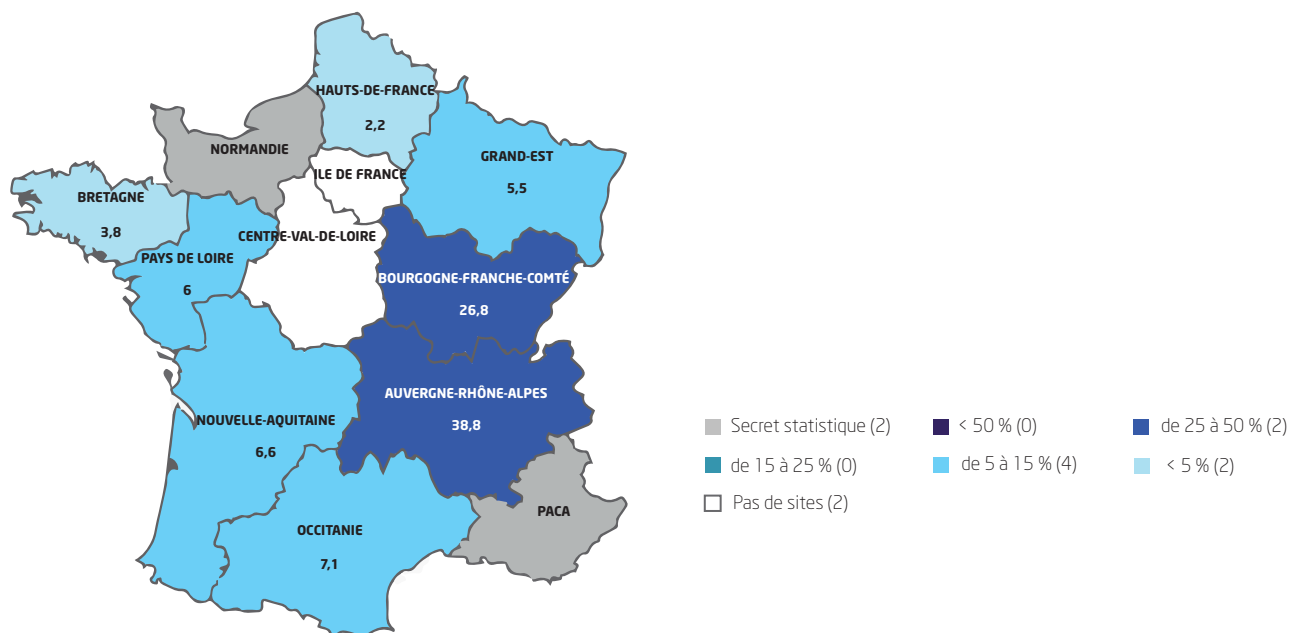 HAUTS-DE-FRANCE
2,2
NORMANDIE
GRAND-EST
5,5
ILE DE FRANCE
BRETAGNE
3,8
CENTRE-VAL-DE-LOIRE
PAYS DE LOIRE
6
BOURGOGNE-FRANCHE-COMTÉ
26,8
AUVERGNE-RHÔNE-ALPES
38,8
NOUVELLE-AQUITAINE
6,6
PACA
OCCITANIE
7,1
Secret statistique (2)
< 50 % (0)
de 25 à 50 % (2)
de 15 à 25 % (0)
de 5 à 15 % (4)
< 5 % (2)
Pas de sites (2)